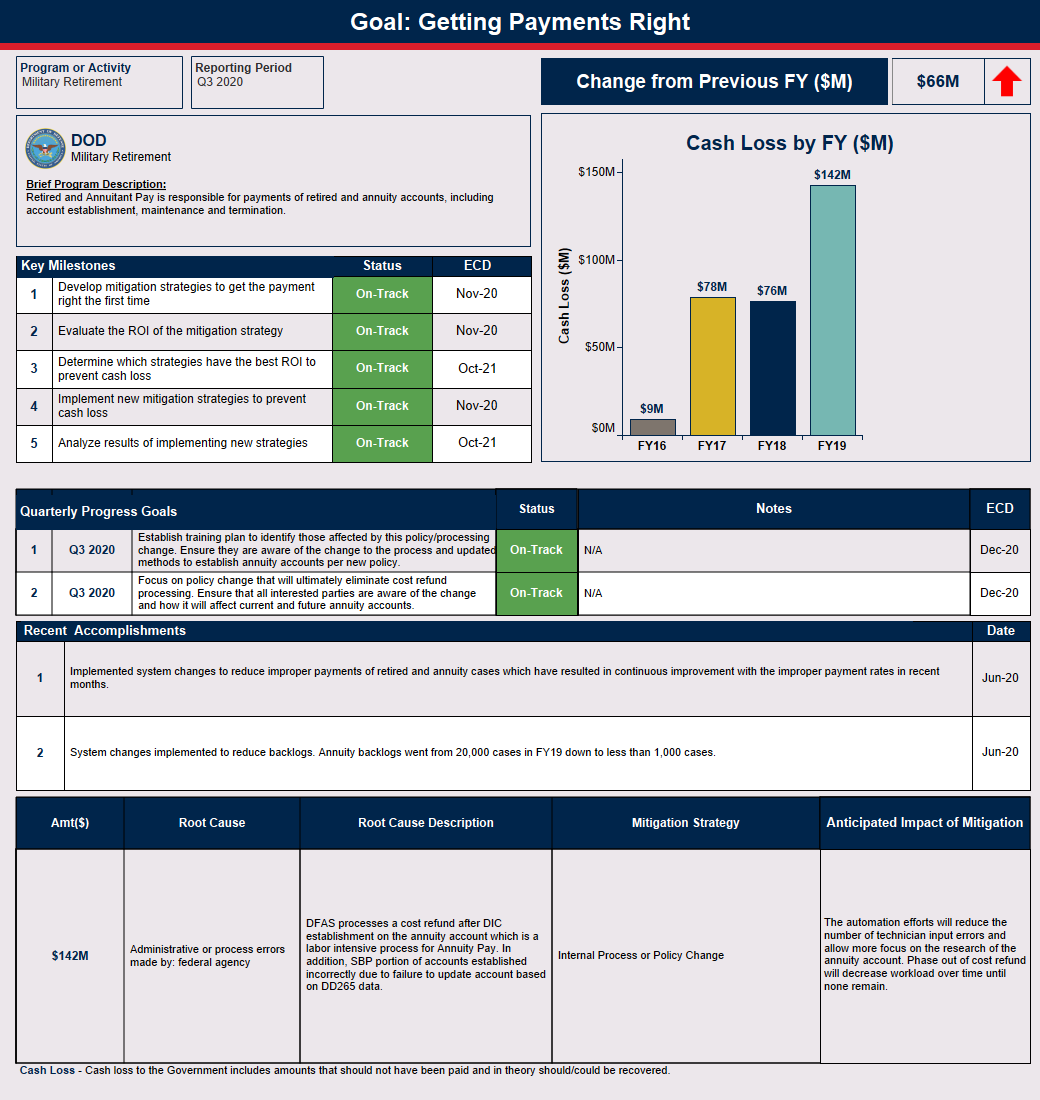 Goal: Getting Payments Right
Program or Activity
Military Retirement
Reporting Period
Q3 2020
Change from Previous FY ($M)
$66M
DOD
Military Retirement
Brief Program Description:
Retired and Annuitant Pay is responsible for payments of retired and annuity accounts, including
account establishment, maintenance and termination.
Key Milestones Status ECD
1 Develop mitigation strategies to get the payment
right the first time On-Track Nov-20
2 Evaluate the ROI of the mitigation strategy On-Track Nov-20
3 Determine which strategies have the best ROI to
prevent cash loss On-Track Oct-21
4 Implement new mitigation strategies to prevent
cash loss On-Track Nov-20
5 Analyze results of implementing new strategies On-Track Oct-21
Cash Loss by FY ($M)
Cash Loss ($M)
$150M
$100M
$50M
$0M
$9M
$78M
$76M
$142M
FY16 FY17 FY18 FY19
Quarterly Progress Goals Status Notes ECD
1 Q3 2020 Establish training plan to identify those affected by this policy/processing
change. Ensure they are aware of the change to the process and updated
methods to establish annuity accounts per new policy. On-Track N/A Dec-20
2 Q3 2020 Focus on policy change that will ultimately eliminate cost refund
processing. Ensure that all interested parties are aware of the change
and how it will affect current and future annuity accounts. On-Track N/A Dec-20
Recent Accomplishments Date
1 Implemented system changes to reduce improper payments of retired and annuity cases which have resulted in continuous improvement with the improper payment rates in recent
months. Jun-20
2 System changes implemented to reduce backlogs. Annuity backlogs went from 20,000 cases in FY19 down to less than 1,000 cases. Jun-20
Amt($) Root Cause Root Cause Description Mitigation Strategy Anticipated Impact of Mitigation
$142M
Administrative or process errors
made by: federal agency
DFAS processes a cost refund after DIC
establishment on the annuity account which is a
labor intensive process for Annuity Pay. In
addition, SBP portion of accounts established
incorrectly due to failure to update account based
on DD265 data.
Internal Process or Policy Change
The automation efforts will reduce the
number of technician input errors and
allow more focus on the research of the
annuity account. Phase out of cost refund
will decrease workload over time until
none remain.
Cash Loss - Cash loss to the Government includes amounts that should not have been paid and in theory should/could be recovered.